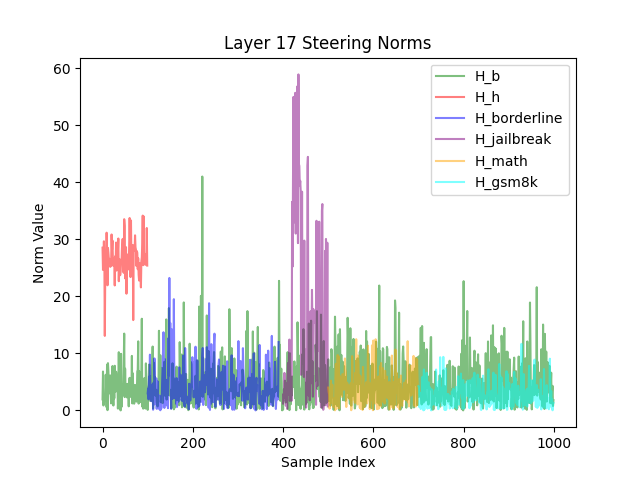 Layer 17 Steering Norms
60
50
40
30
20
10
0
Norm Value
H_b
H_h
H_borderline
H_jailbreak
H_math
H_gsm8k
0 200 400 600 800 1000
Sample Index